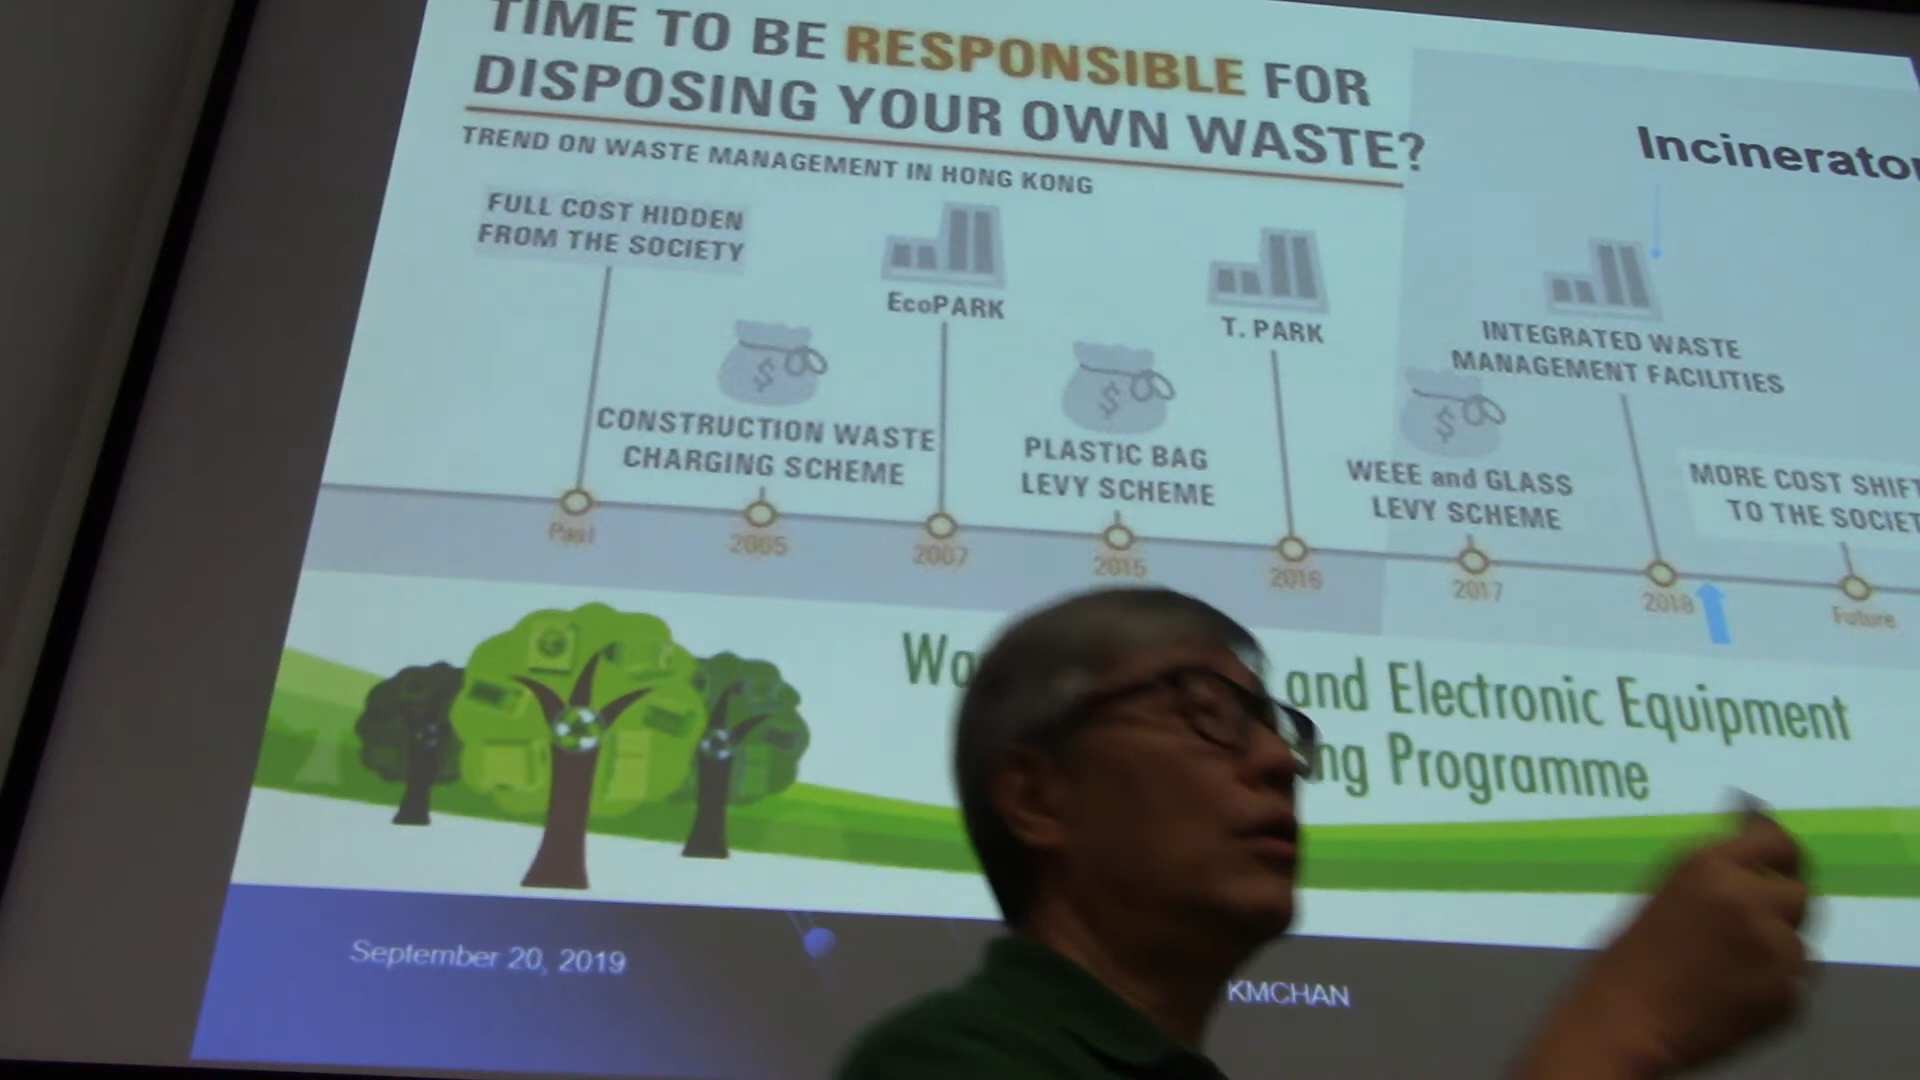 TIME TO BE RESPONSIBLE FOR
DISPOSING YOUR OWN WASTE?
TREND ON WASTE MANAGEMENT IN HONG KONG
Incinerator
FULL COST HIDDEN
FROM THE SOCIETY
EcoPARK
T. PARK
INTEGRATED WASTE
MANAGEMENT FACILITIES
$
CONSTRUCTION WASTE
CHARGING SCHEME
$
PLASTIC BAG
LEVY SCHEME
$
WEEE and GLASS
LEVY SCHEME
MORE COST SHIFT
TO THE SOCIET
Past
2005
2007
2015
2016
2017
2018
Future
and Electronic Equipment
ng Programme
September 20, 2019
KMCHAN